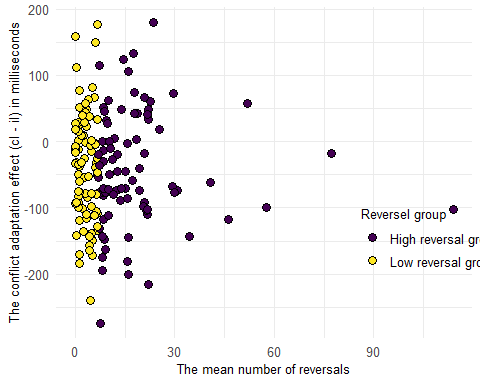 The conflict adaptation effect (cI - iI) in milliseconds
200
100
0
-100
-200
Reversel group
High reversal gro
Low reversal gro
0
30
60
90
The mean number of reversals